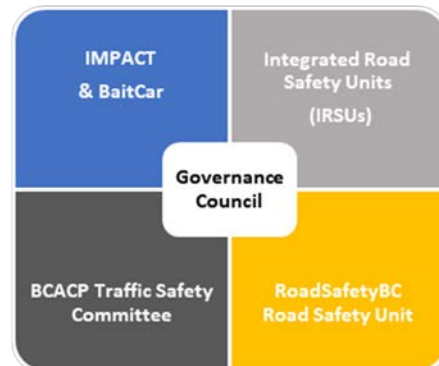 IMPACT
& BaitCar
Integrated Road
Safety Units
(IRSUs)
Governance
Council
BCACP Traffic Safety
Committee
RoadSafetyBC
Road Safety Unit